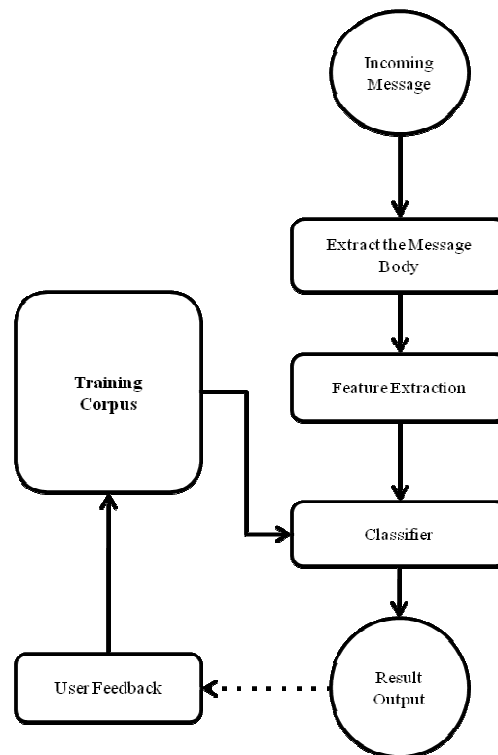 Incoming
Message
Extract the Message
Body
Training
Corpus
Feature Extraction
Classifier
User Feedback
Result
Output